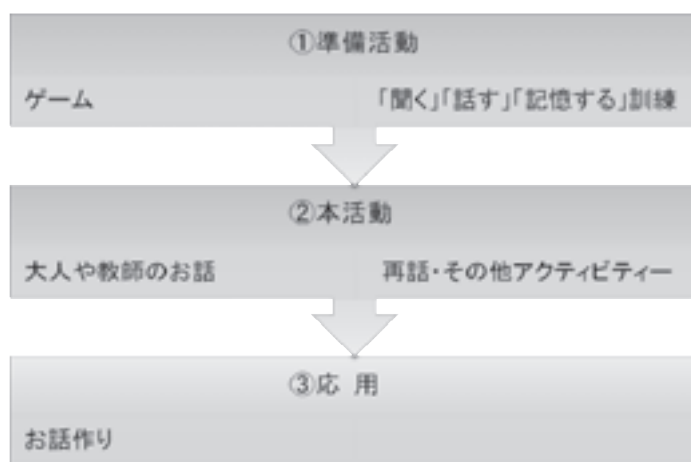 ①準備活動
ゲーム 「聞く」「話す」「記憶する」訓練
②本活動
大人や教師のお話 再話・その他アクティビティー
③応 用
お話作り